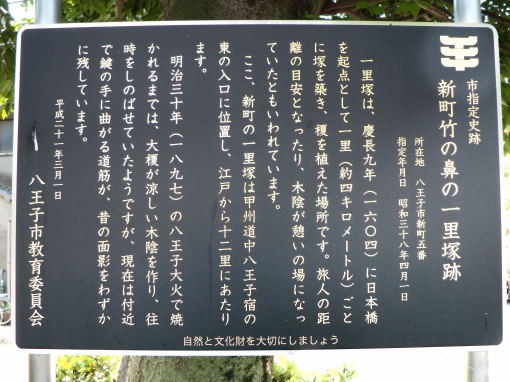 市指定史跡
新町竹の鼻の一里塚跡
所在地　八王子市新町五番
指定年月日　昭和三十八年四月一日
一里塚は、慶長九年（一六〇四）に日本橋
を起点として一里（約四キロメートル）ごと
に塚を築き、榎を植えた場所です。旅人の距
離の目安となったり、木陰が憩いの場になっ
ていたともいわれています。
ここ、新町の一里塚は甲州道中八王子宿の
東の入口に位置し、江戸から十二里にあたり
ます。
明治三十年（一八九七）の八王子大火で焼
かれるまでは、大榎が涼しい木陰を作り、往
時をしのばせていたようですが、現在は付近
で鍵の手に曲がる道筋が、昔の面影をわずか
に残しています。
平成二十一年三月一日
八王子市教育委員会
自然と文化財を大切にしましょう